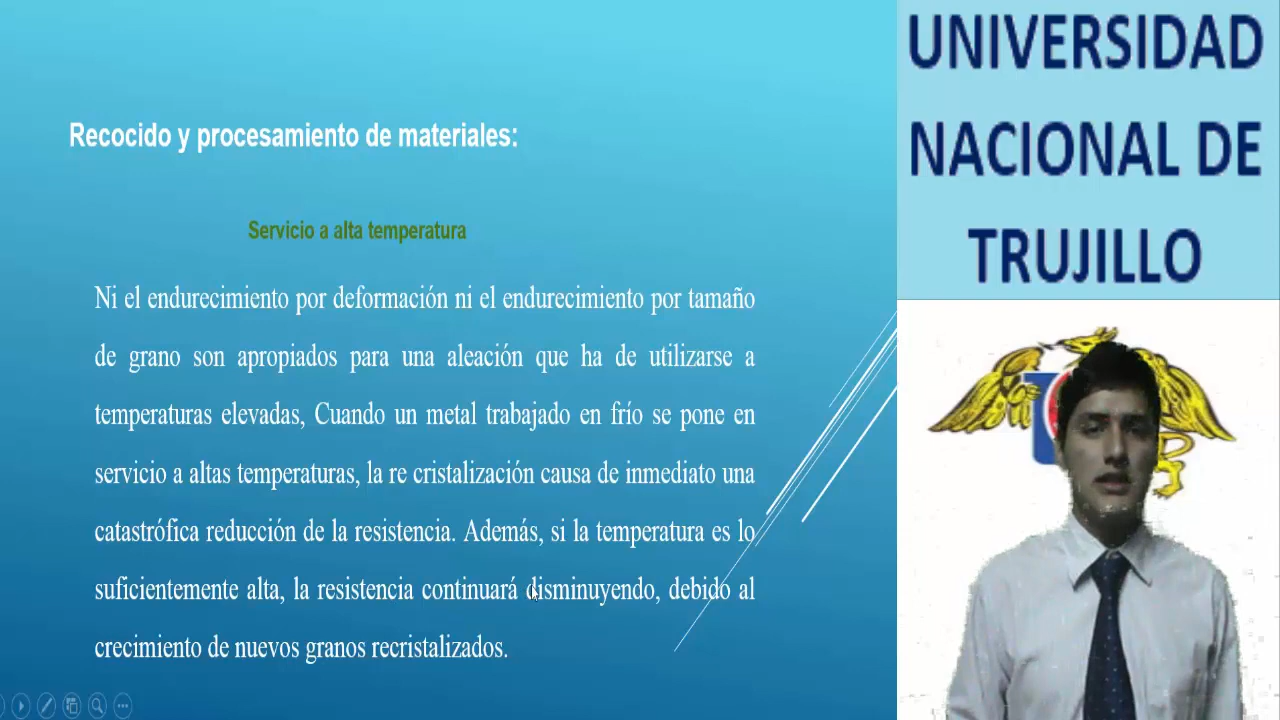 Recocido y procesamiento de materiales:
Servicio a alta temperatura
Ni el endurecimiento por deformación ni el endurecimiento por tamaño
de grano son apropiados para una aleación que ha de utilizarse a
temperaturas elevadas, Cuando un metal trabajado en frío se pone en
servicio a altas temperaturas, la re cristalización causa de inmediato una
catastrófica reducción de la resistencia. Además, si la temperatura es lo
suficientemente alta, la resistencia continuará disminuyendo, debido al
crecimiento de nuevos granos recristalizados.
UNIVERSIDAD
NACIONAL DE
TRUJILLO